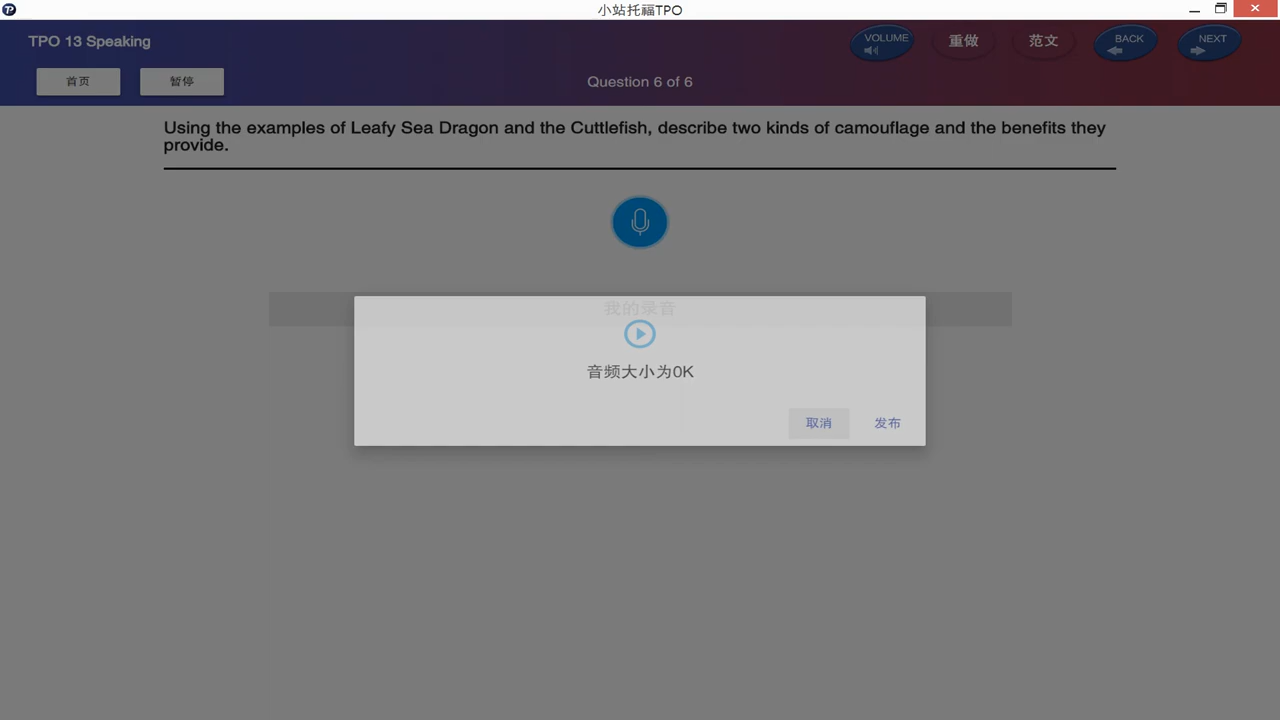 小站托福TPO
TPO 13 Speaking
VOLUME
重做
范文
BACK
NEXT
首页
暂停
Question 6 of 6
Using the examples of Leafy Sea Dragon and the Cuttlefish, describe two kinds of camouflage and the benefits they
provide.
我的录音
音频大小为0K
取消
发布